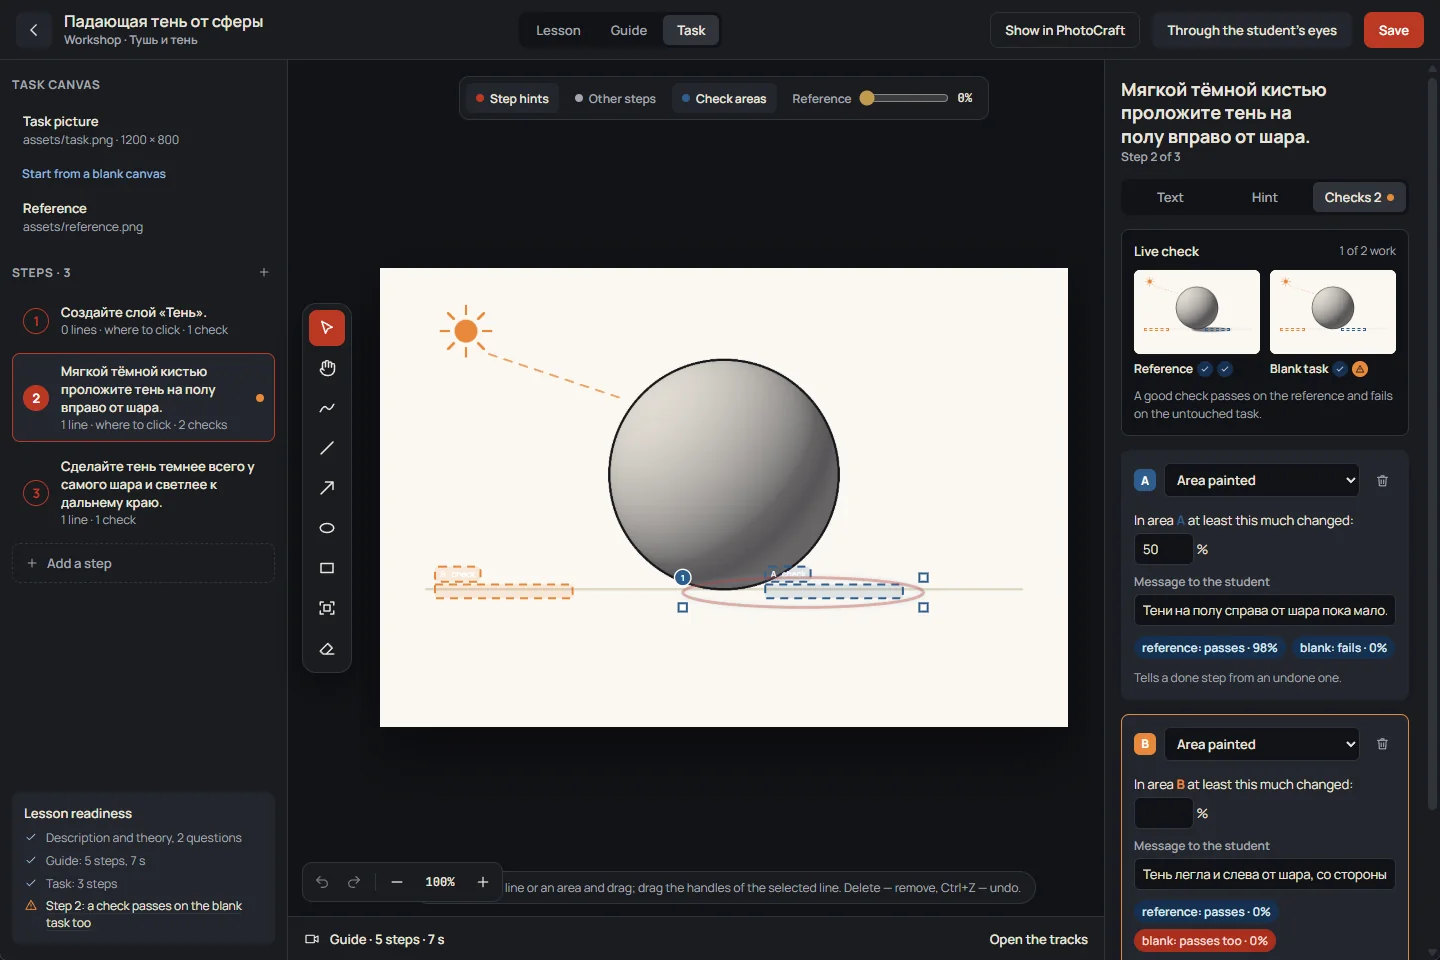 Падающая тень от сферы
Workshop · Тушь и тень
Lesson
Guide
Task
Show in PhotoCraft
Through the student's eyes
Save
TASK CANVAS
Task picture
assets/task.png · 1200 × 800
Start from a blank canvas
Reference
assets/reference.png
STEPS · 3
1
Создайте слой «Тень».
0 lines · where to click · 1 check
2
Мягкой тёмной кистью
проложите тень на полу
вправо от шара.
1 line · where to click · 2 checks
3
Сделайте тень темнее всего у
самого шара и светлее к
дальнему краю.
1 line · 1 check
Add a step
Lesson readiness
Description and theory, 2 questions
Guide: 5 steps, 7 s
Task: 3 steps
Step 2: a check passes on the blank
task too
Step hints
Other steps
Check areas
Reference
0%
1
A
100%
line or an area and drag; drag the handles of the selected line. Delete — remove, Ctrl+Z — undo.
Guide · 5 steps · 7 s
Open the tracks
Мягкой тёмной кистью
проложите тень на
полу вправо от шара.
Step 2 of 3
Text
Hint
Checks 2
Live check
1 of 2 work
Reference
Blank task
A good check passes on the reference and fails
on the untouched task.
A
Area painted
In area A at least this much changed:
50 %
Message to the student
Тени на полу справа от шара пока мало.
reference: passes · 98%
blank: fails · 0%
Tells a done step from an undone one.
B
Area painted
In area B at least this much changed:
%
Message to the student
Тень легла и слева от шара, со стороны
reference: passes · 0%
blank: passes too · 0%